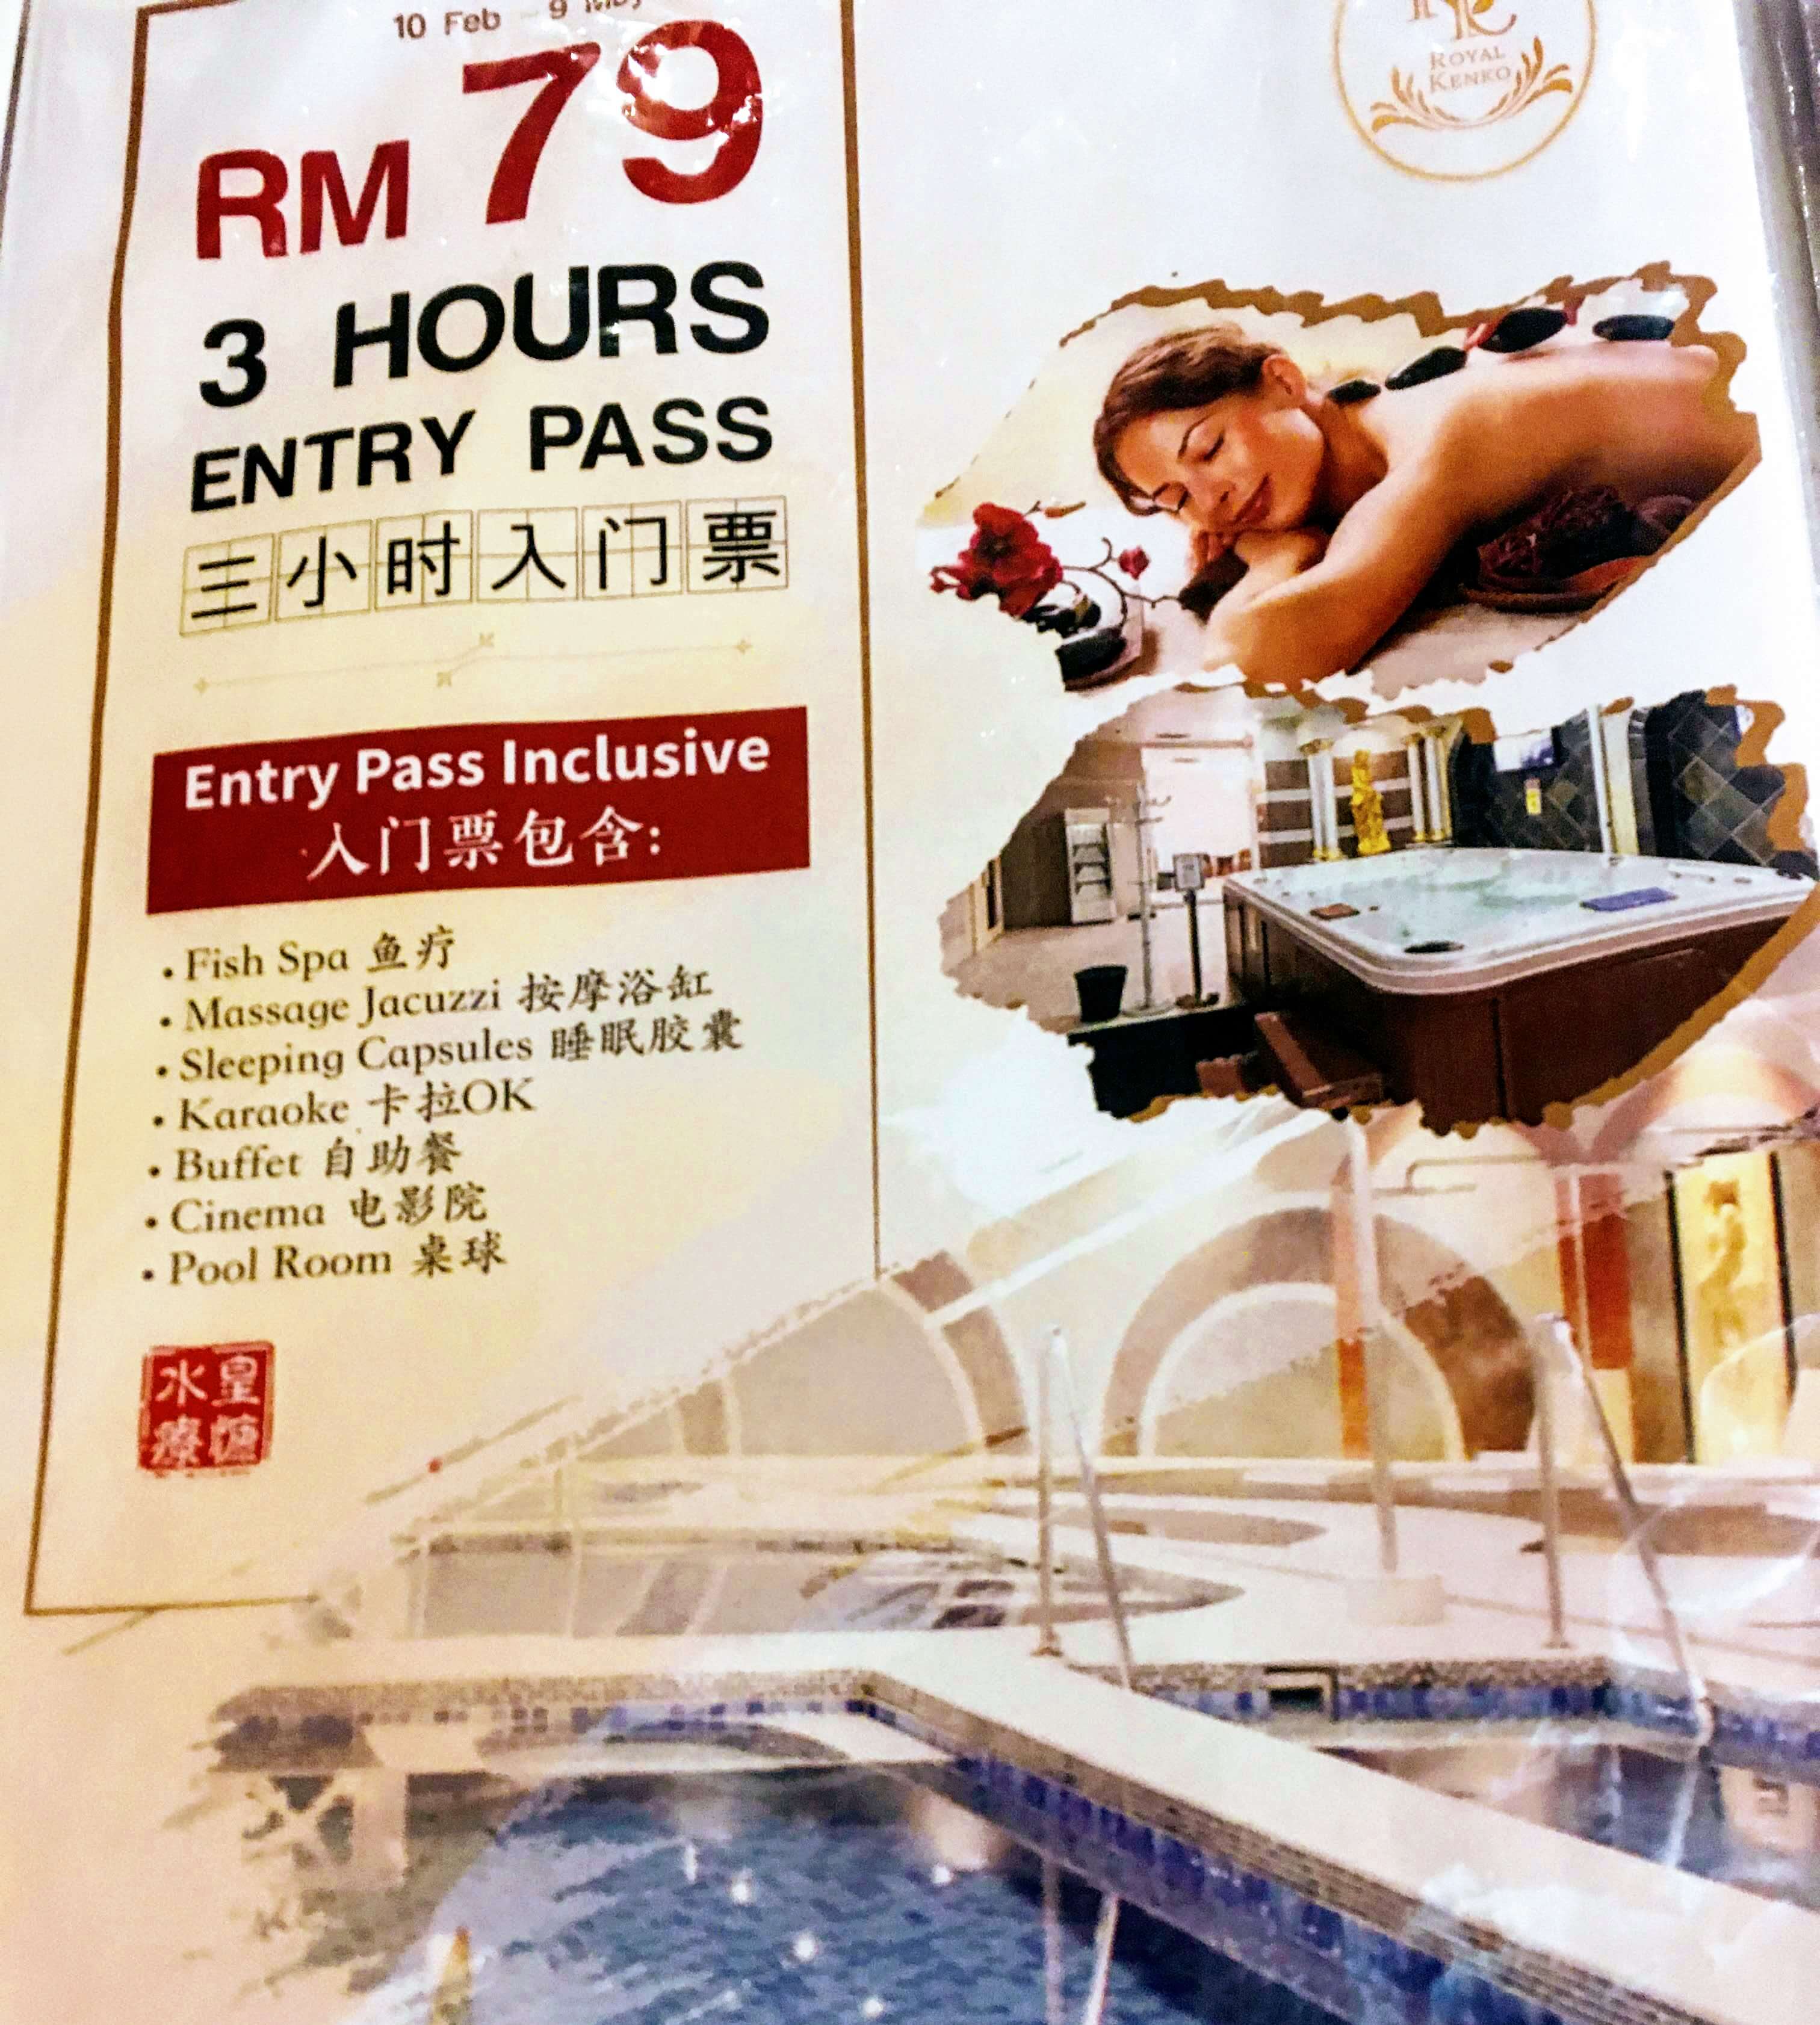 10 Feb - 9 May
RM 79
3 HOURS
ENTRY PASS
三小时入门票
Entry Pass Inclusive
入门票包含:
• Fish Spa 鱼疗
• Massage Jacuzzi 按摩浴缸
• Sleeping Capsules 睡眠胶囊
• Karaoke 卡拉OK
• Buffet 自助餐
• Cinema 电影院
• Pool Room 桌球
ROYAL
KENKO